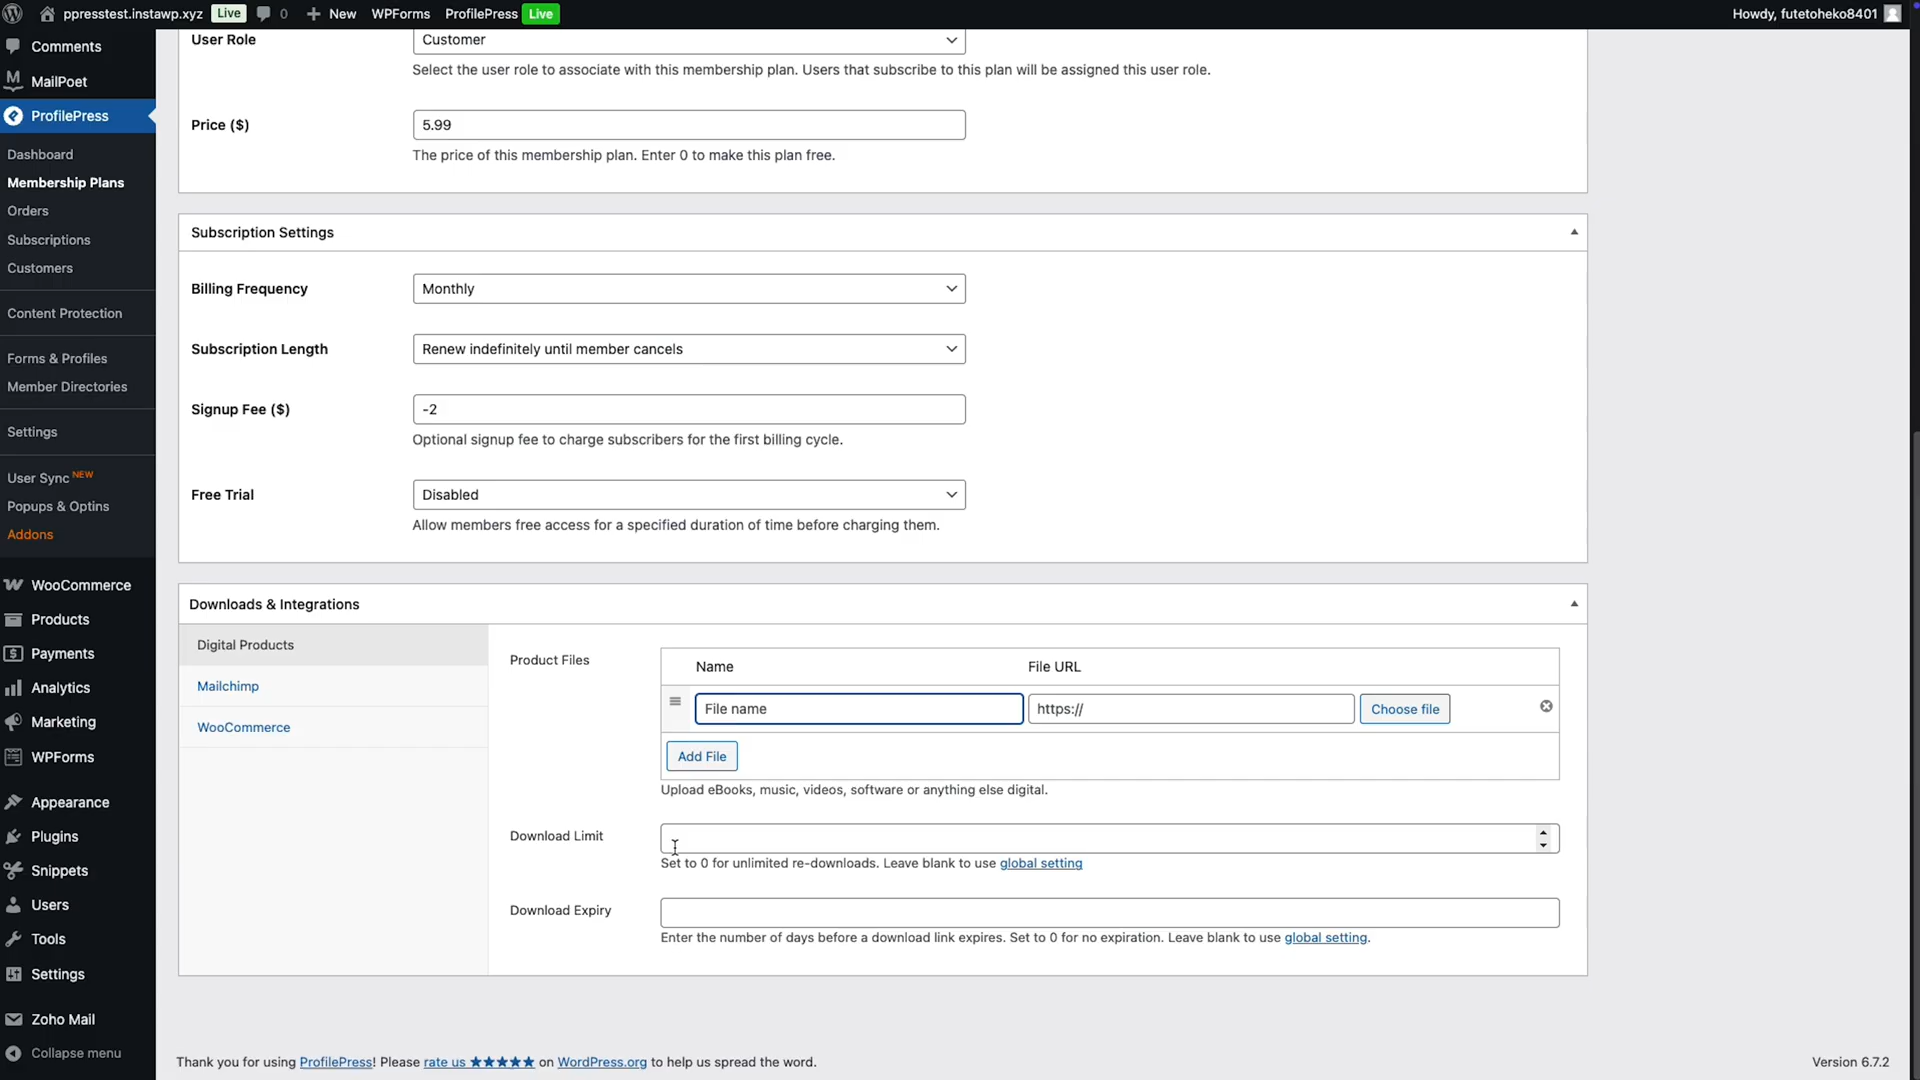 ppresstest.instawp.xyz Live 0 New WPForms ProfilePress Live Howdy, futetoheko8401
Comments
MailPoet
ProfilePress
Dashboard
Membership Plans
Orders
Subscriptions
Customers
Content Protection
Forms & Profiles
Member Directories
Settings
User Sync NEW
Popups & Optins
Addons
WooCommerce
Products
Payments
Analytics
Marketing
WPForms
Appearance
Plugins
Snippets
Users
Tools
Settings
Zoho Mail
Collapse menu
User Role Customer
Select the user role to associate with this membership plan. Users that subscribe to this plan will be assigned this user role.
Price ($) 5.99
The price of this membership plan. Enter 0 to make this plan free.
Subscription Settings
Billing Frequency Monthly
Subscription Length Renew indefinitely until member cancels
Signup Fee ($) -2
Optional signup fee to charge subscribers for the first billing cycle.
Free Trial Disabled
Allow members free access for a specified duration of time before charging them.
Downloads & Integrations
Digital Products
Mailchimp
WooCommerce
Product Files
Name File URL
File name https:// Choose file
Add File
Upload eBooks, music, videos, software or anything else digital.
Download Limit
Set to 0 for unlimited re-downloads. Leave blank to use global setting
Download Expiry
Enter the number of days before a download link expires. Set to 0 for no expiration. Leave blank to use global setting.
Thank you for using ProfilePress! Please rate us ★★★★★ on WordPress.org to help us spread the word. Version 6.7.2